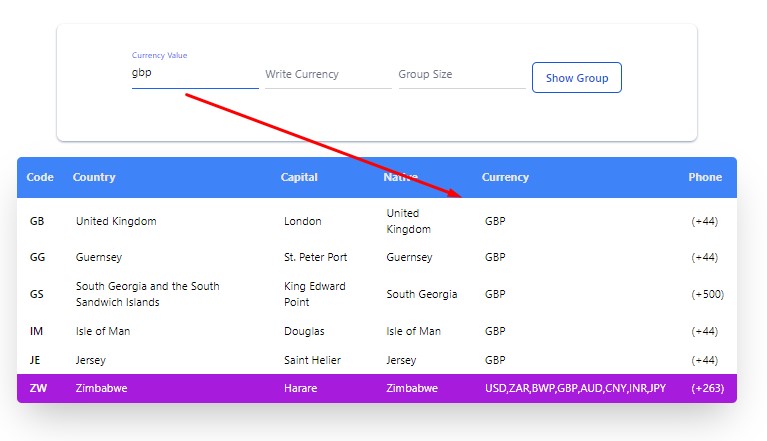 Currency Value
gbp Write Currency Group Size Show Group
Code Country Capital Native Currency Phone
GB United Kingdom London United Kingdom GBP (+44)
GG Guernsey St. Peter Port Guernsey GBP (+44)
GS South Georgia and the South Sandwich Islands King Edward Point South Georgia GBP (+500)
IM Isle of Man Douglas Isle of Man GBP (+44)
JE Jersey Saint Helier Jersey GBP (+44)
ZW Zimbabwe Harare Zimbabwe USD,ZAR,BWP,GBP,AUD,CNY,INR,JPY (+263)